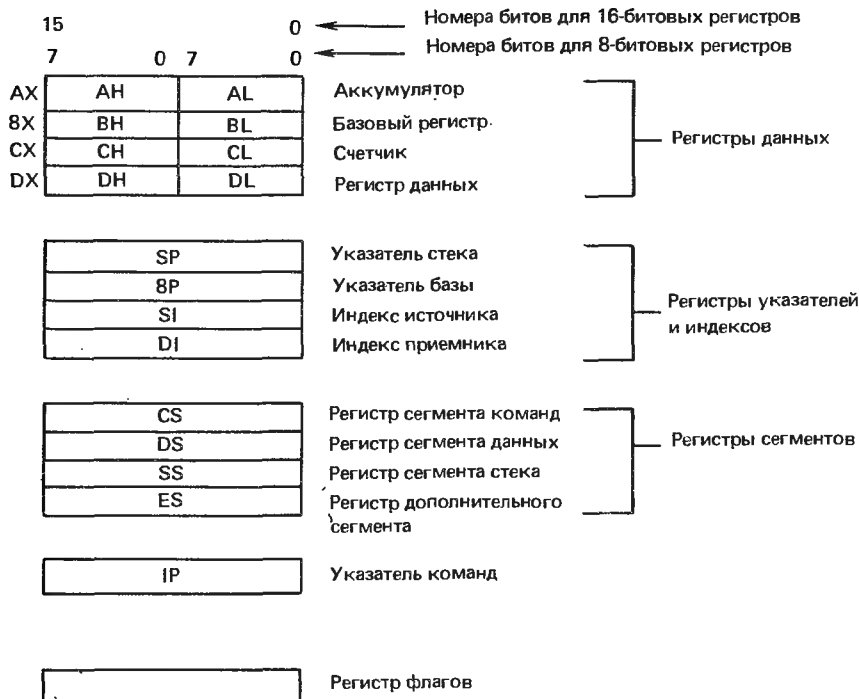 15 0 Номера битов для 16-битовых регистров
7 0 7 0 Номера битов для 8-битовых регистров
AX AH AL Аккумулятор
8X BH BL Базовый регистр
CX CH CL Счетчик
DX DH DL Регистр данных
Регистры данных
SP Указатель стека
8P Указатель базы
SI Индекс источника
DI Индекс приемника
Регистры указателей
и индексов
CS Регистр сегмента команд
DS Регистр сегмента данных
SS Регистр сегмента стека
ES Регистр дополнительного
сегмента
Регистры сегментов
IP Указатель команд
Регистр флагов